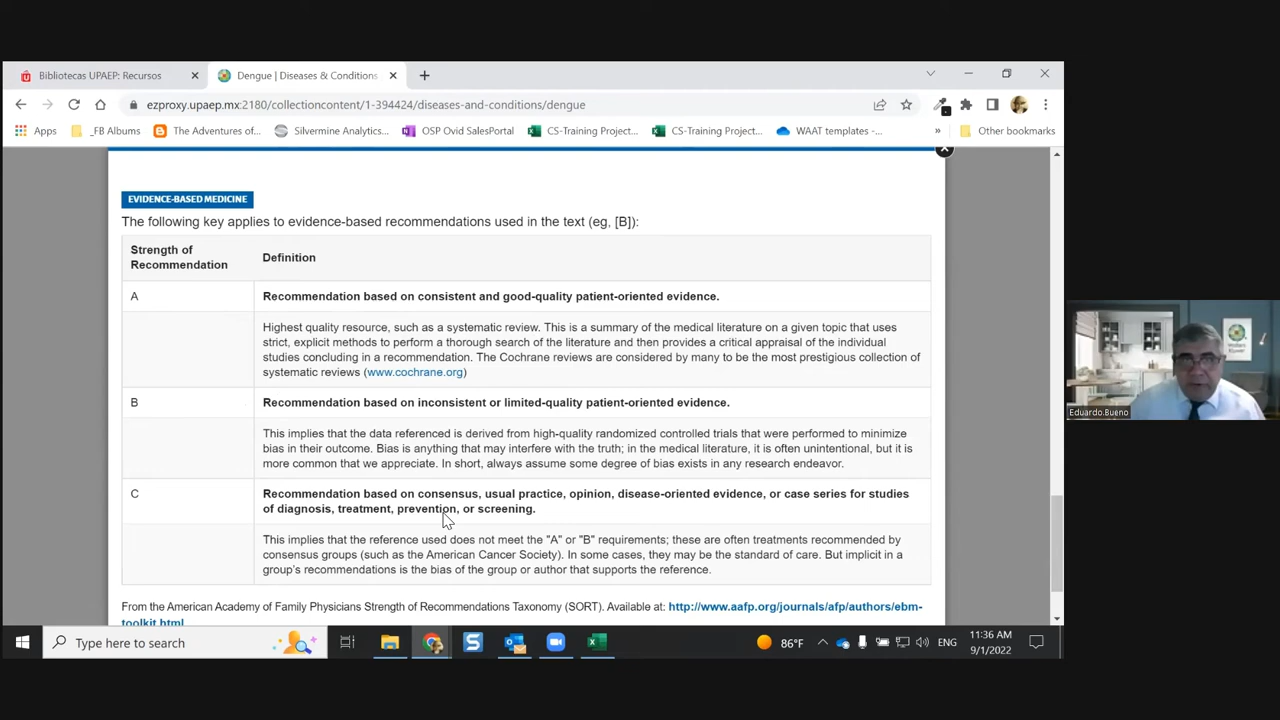 Bibliotecas UPAEP: Recursos
Dengue | Diseases & Conditions
ezproxy.upaep.mx:2180/collectioncontent/1-394424/diseases-and-conditions/dengue
Apps
_FB Albums
The Adventures of...
Silvermine Analytics...
OSP Ovid SalesPortal
CS-Training Project...
CS-Training Project...
WAAT templates -...
»
Other bookmarks
EVIDENCE-BASED MEDICINE
The following key applies to evidence-based recommendations used in the text (eg, [B]):
Strength of
Recommendation
Definition
A
Recommendation based on consistent and good-quality patient-oriented evidence.
Highest quality resource, such as a systematic review. This is a summary of the medical literature on a given topic that uses
strict, explicit methods to perform a thorough search of the literature and then provides a critical appraisal of the individual
studies concluding in a recommendation. The Cochrane reviews are considered by many to be the most prestigious collection of
systematic reviews (www.cochrane.org)
B
Recommendation based on inconsistent or limited-quality patient-oriented evidence.
This implies that the data referenced is derived from high-quality randomized controlled trials that were performed to minimize
bias in their outcome. Bias is anything that may interfere with the truth; in the medical literature, it is often unintentional, but it is
more common that we appreciate. In short, always assume some degree of bias exists in any research endeavor.
C
Recommendation based on consensus, usual practice, opinion, disease-oriented evidence, or case series for studies
of diagnosis, treatment, prevention, or screening.
This implies that the reference used does not meet the "A" or "B" requirements; these are often treatments recommended by
consensus groups (such as the American Cancer Society). In some cases, they may be the standard of care. But implicit in a
group's recommendations is the bias of the group or author that supports the reference.
From the American Academy of Family Physicians Strength of Recommendations Taxonomy (SORT). Available at: http://www.aafp.org/journals/afp/authors/ebm-
toolkit.html
Eduardo.Bueno
Type here to search
86°F
ENG
11:36 AM
9/1/2022